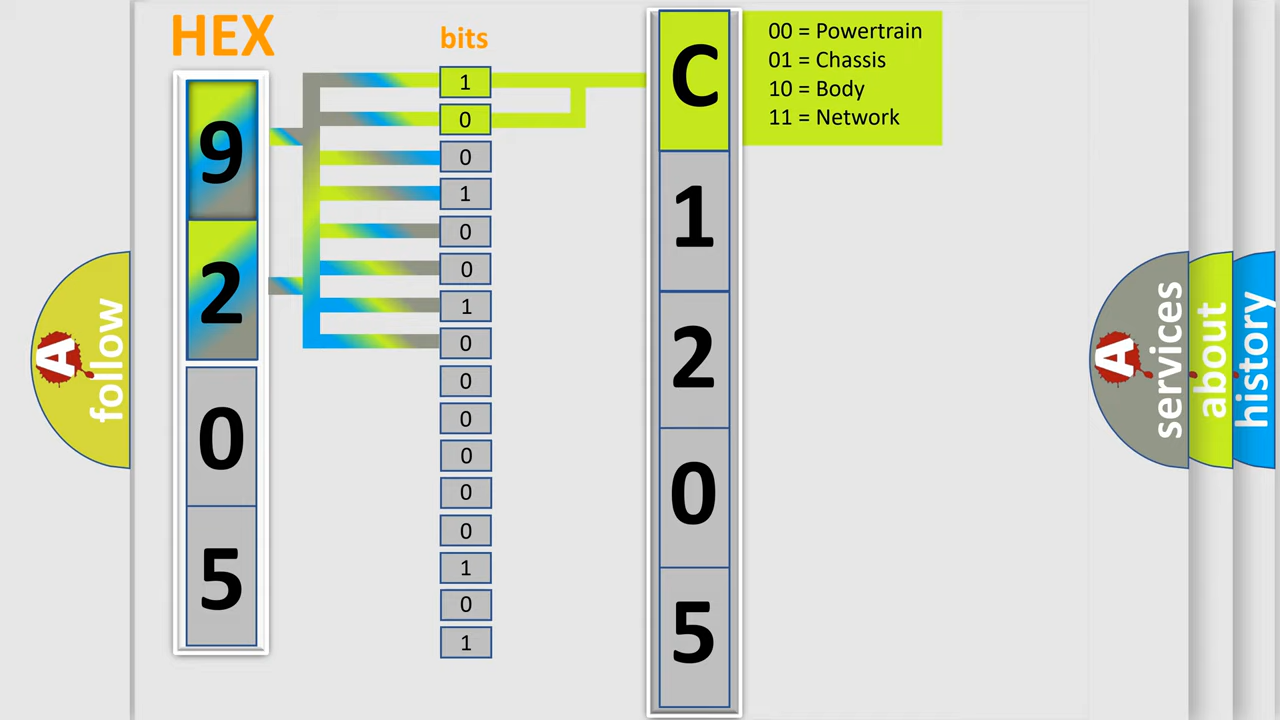 HEX
bits
9
2
0
5
1
0
0
1
0
0
1
0
0
0
0
0
0
1
0
1
C
1
2
0
5
00 = Powertrain
01 = Chassis
10 = Body
11 = Network
A
follow
A
services
about
history